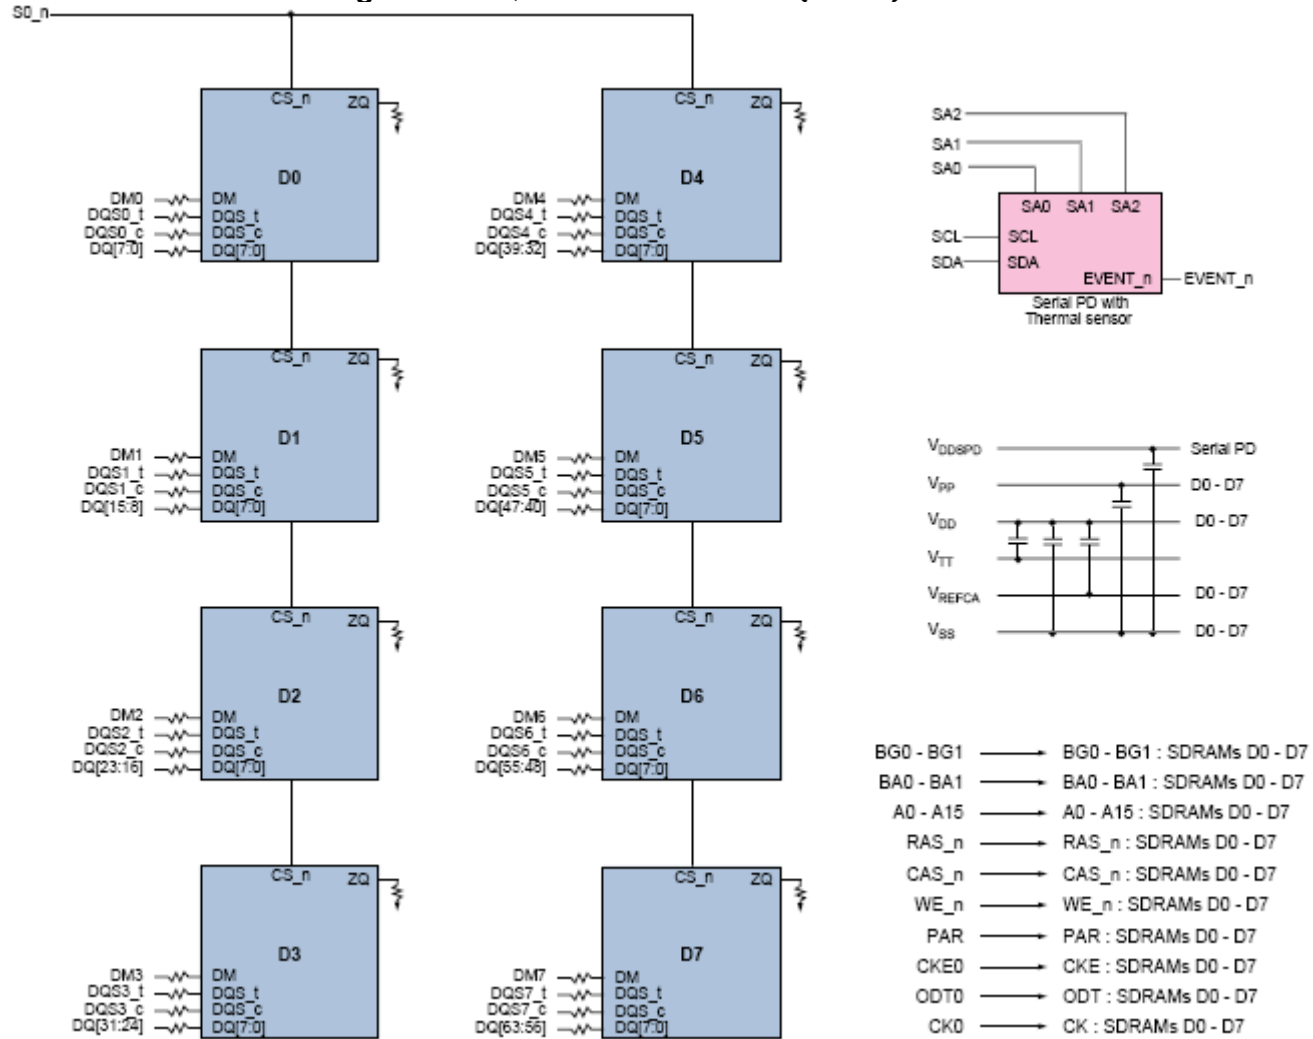 S0_n
CS_n ZQ
D0
DM0 DM
DQS0_t DQS_t
DQS0_c DQS_c
DQ[7:0] DQ[7:0]
CS_n ZQ
D1
DM1 DM
DQS1_t DQS_t
DQS1_c DQS_c
DQ[15:8] DQ[7:0]
CS_n ZQ
D2
DM2 DM
DQS2_t DQS_t
DQS2_c DQS_c
DQ[23:16] DQ[7:0]
CS_n ZQ
D3
DM3 DM
DQS3_t DQS_t
DQS3_c DQS_c
DQ[31:24] DQ[7:0]
CS_n ZQ
D4
DM4 DM
DQS4_t DQS_t
DQS4_c DQS_c
DQ[39:32] DQ[7:0]
CS_n ZQ
D5
DM5 DM
DQS5_t DQS_t
DQS5_c DQS_c
DQ[47:40] DQ[7:0]
CS_n ZQ
D6
DM6 DM
DQS6_t DQS_t
DQS6_c DQS_c
DQ[55:48] DQ[7:0]
CS_n ZQ
D7
DM7 DM
DQS7_t DQS_t
DQS7_c DQS_c
DQ[63:56] DQ[7:0]
SA2
SA1
SA0
SA0 SA1 SA2
SCL SCL
SDA SDA
EVENT_n EVENT_n
Serial PD with
Thermal sensor
VDDSPD Serial PD
VPP D0 - D7
VDD D0 - D7
VTT
VREFCA D0 - D7
VSS D0 - D7
BG0 - BG1 BG0 - BG1 : SDRAMs D0 - D7
BA0 - BA1 BA0 - BA1 : SDRAMs D0 - D7
A0 - A15 A0 - A15 : SDRAMs D0 - D7
RAS_n RAS_n : SDRAMs D0 - D7
CAS_n CAS_n : SDRAMs D0 - D7
WE_n WE_n : SDRAMs D0 - D7
PAR PAR : SDRAMs D0 - D7
CKE0 CKE : SDRAMs D0 - D7
ODT0 ODT : SDRAMs D0 - D7
CK0 CK : SDRAMs D0 - D7